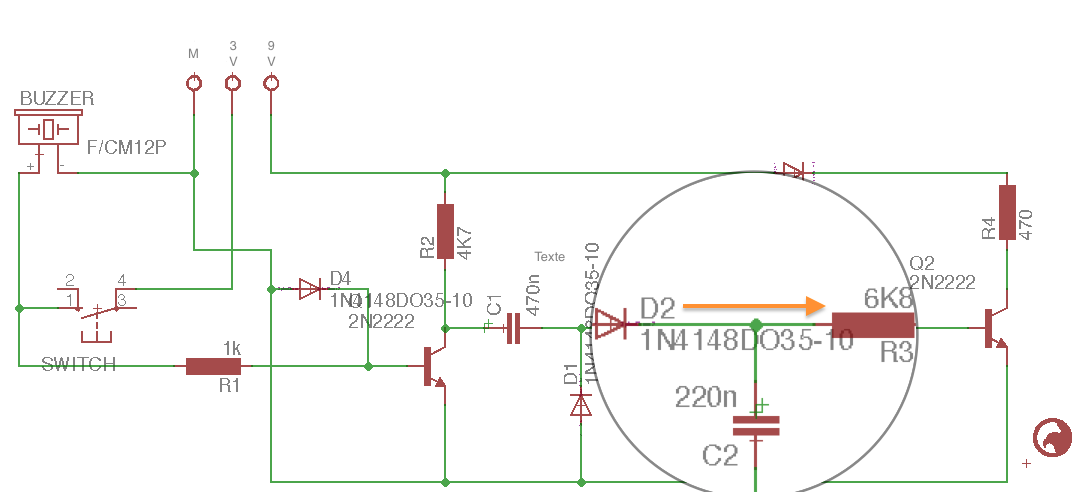 M
3
V
9
V
BUZZER
F/CM12P
+
-
2
4
1
3
SWITCH
1k
R1
D4
1N4148DO35-10
Q1
2N2222
R2
4K7
Texte
C1
470n
+
D1
1N4148DO35-10
D2
1N4148DO35-10
6K8
R3
220n
+
C2
Q2
2N2222
R4
470
+